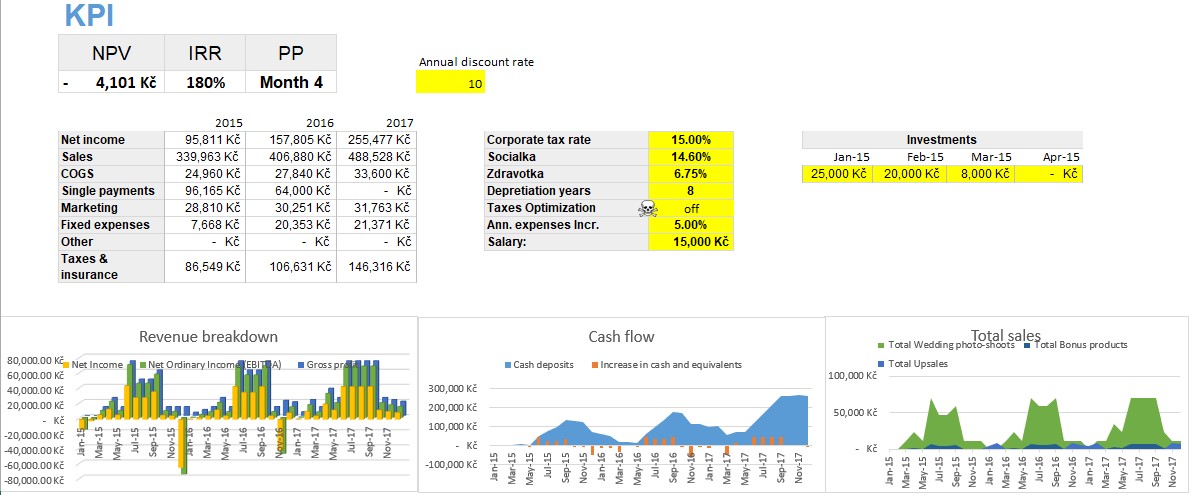 KPI
NPV IRR PP
- 4,101 Kč 180% Month 4
Annual discount rate
10
2015 2016 2017
Net income 95,811 Kč 157,805 Kč 255,477 Kč
Sales 339,963 Kč 406,880 Kč 488,528 Kč
COGS 24,960 Kč 27,840 Kč 33,600 Kč
Single payments 96,165 Kč 64,000 Kč - Kč
Marketing 28,810 Kč 30,251 Kč 31,763 Kč
Fixed expenses 7,668 Kč 20,353 Kč 21,371 Kč
Other - Kč - Kč - Kč
Taxes &
insurance 86,549 Kč 106,631 Kč 146,316 Kč
Corporate tax rate 15.00%
Socialka 14.60%
Zdravotka 6.75%
Depretiation years 8
Taxes Optimization off
Ann. expenses Incr. 5.00%
Salary: 15,000 Kč
Investments
Jan-15 Feb-15 Mar-15 Apr-15
25,000 Kč 20,000 Kč 8,000 Kč - Kč
Revenue breakdown
Net Income Net Ordinary Income (EBITDA) Gross
80,000.00 Kč
60,000.00 Kč
40,000.00 Kč
20,000.00 Kč
- Kč
-20,000.00 Kč
-40,000.00 Kč
-60,000.00 Kč
-80,000.00 Kč
Jan-15 Mar-15 May-15 Jul-15 Sep-15 Nov-15 Jan-16 Mar-16 May-16 Jul-16 Sep-16 Nov-16 Jan-17 Mar-17 May-17 Jul-17 Sep-17 Nov-17
Cash flow
Cash deposits Increase in cash and equivalents
300,000 Kč
200,000 Kč
100,000 Kč
- Kč
-100,000 Kč
Jan-15 Mar-15 May-15 Jul-15 Sep-15 Nov-15 Jan-16 Mar-16 May-16 Jul-16 Sep-16 Nov-16 Jan-17 Mar-17 May-17 Jul-17 Sep-17 Nov-17
Total sales
Total Wedding photo-shoots Total Bonus products
Total Upsales
100,000 Kč
50,000 Kč
- Kč
Jan-15 Mar-15 May-15 Jul-15 Sep-15 Nov-15 Jan-16 Mar-16 May-16 Jul-16 Sep-16 Nov-16 Jan-17 Mar-17 May-17 Jul-17 Sep-17 Nov-17